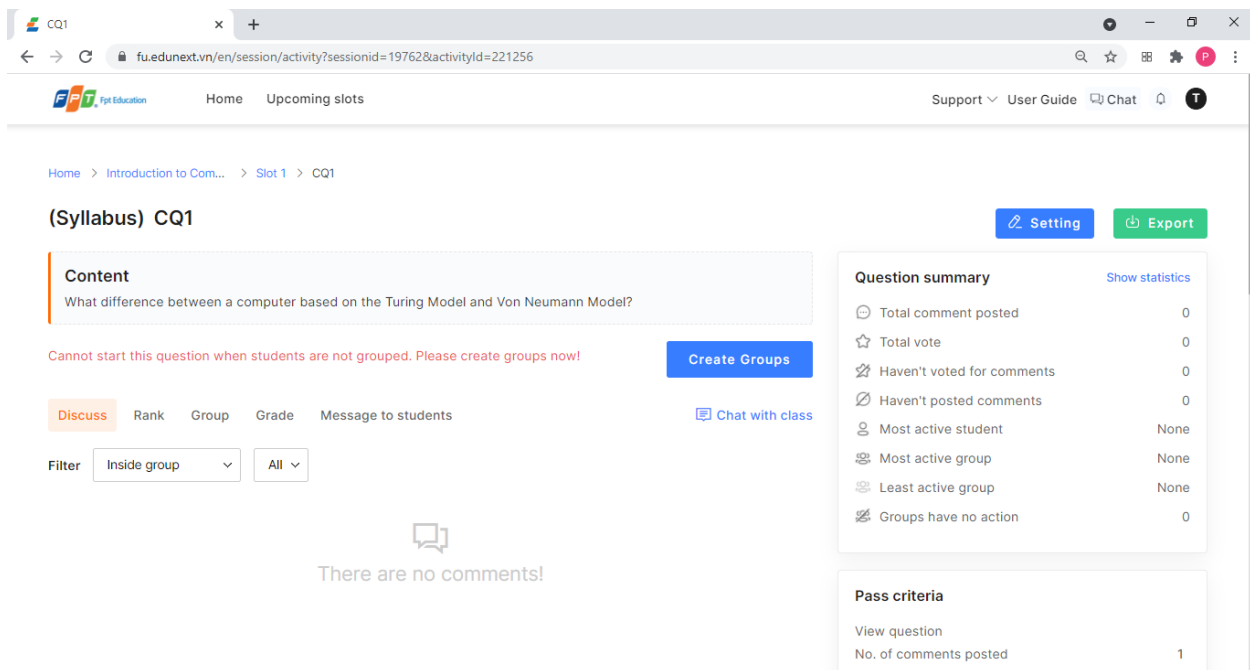 CQ1
fu.edunext.vn/en/session/activity?sessionid=19762&activityId=221256
P
FPT Fpt Education Home Upcoming slots Support User Guide Chat T
Home > Introduction to Com... > Slot 1 > CQ1
(Syllabus) CQ1
Setting Export
Content
What difference between a computer based on the Turing Model and Von Neumann Model?
Cannot start this question when students are not grouped. Please create groups now!
Create Groups
Discuss Rank Group Grade Message to students Chat with class
Filter Inside group All
There are no comments!
Question summary Show statistics
Total comment posted 0
Total vote 0
Haven't voted for comments 0
Haven't posted comments 0
Most active student None
Most active group None
Least active group None
Groups have no action 0
Pass criteria
View question
No. of comments posted 1